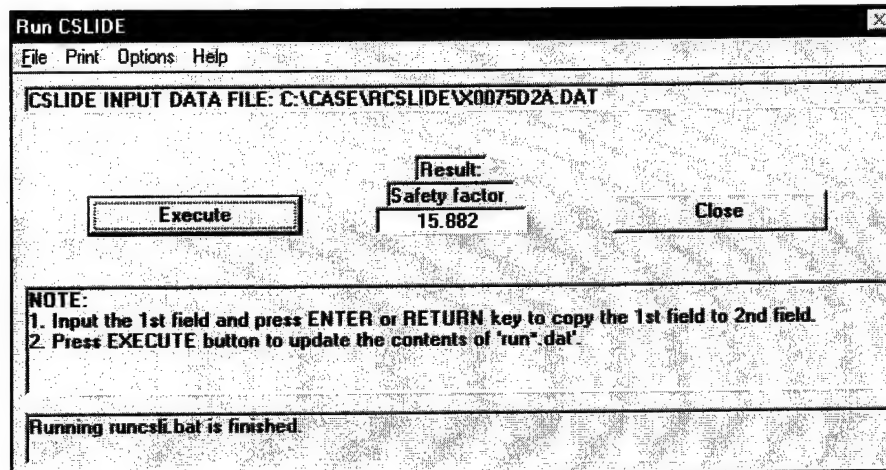 Run CSLIDE
File Print Options Help
CSLIDE INPUT DATA FILE: C:\CASE\RCSLIDE\X0075D2A.DAT
Result:
Safety factor
Execute
15.882
Close
NOTE:
1. Input the 1st field and press ENTER or RETURN key to copy the 1st field to 2nd field.
2. Press EXECUTE button to update the contents of 'run*.dat'.
Running runcsli.bat is finished.